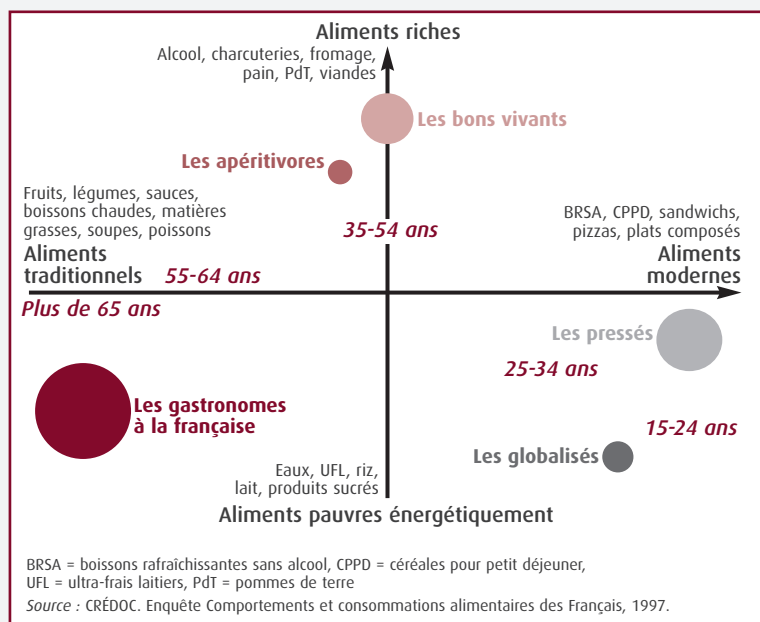 Aliments riches
Alcool, charcuteries, fromage,
pain, PdT, viandes
Les bons vivants
Les apéritivores
Fruits, légumes, sauces,
boissons chaudes, matières
grasses, soupes, poissons
35-54 ans
BRSA, CPPD, sandwichs,
pizzas, plats composés
Aliments
traditionnels
55-64 ans
Aliments
modernes
Plus de 65 ans
Les pressés
25-34 ans
Les gastronomes
à la française
15-24 ans
Les globalisés
Eaux, UFL, riz,
lait, produits sucrés
Aliments pauvres énergétiquement
BRSA = boissons rafraîchissantes sans alcool, CPPD = céréales pour petit déjeuner,
UFL = ultra-frais laitiers, PdT = pommes de terre
Source : CRÉDOC. Enquête Comportements et consommations alimentaires des Français, 1997.